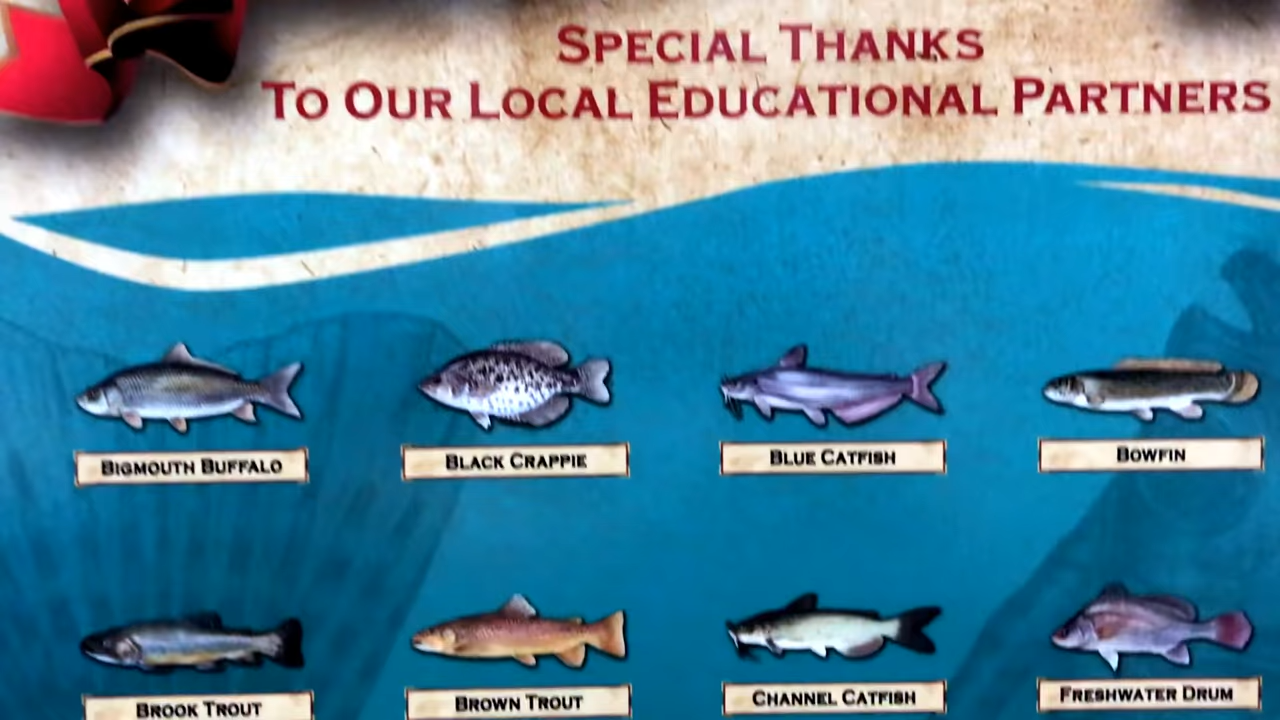 SPECIAL THANKS
TO OUR LOCAL EDUCATIONAL PARTNERS
BIGMOUTH BUFFALO
BLACK CRAPPIE
BLUE CATFISH
BOWFIN
BROOK TROUT
BROWN TROUT
CHANNEL CATFISH
FRESHWATER DRUM